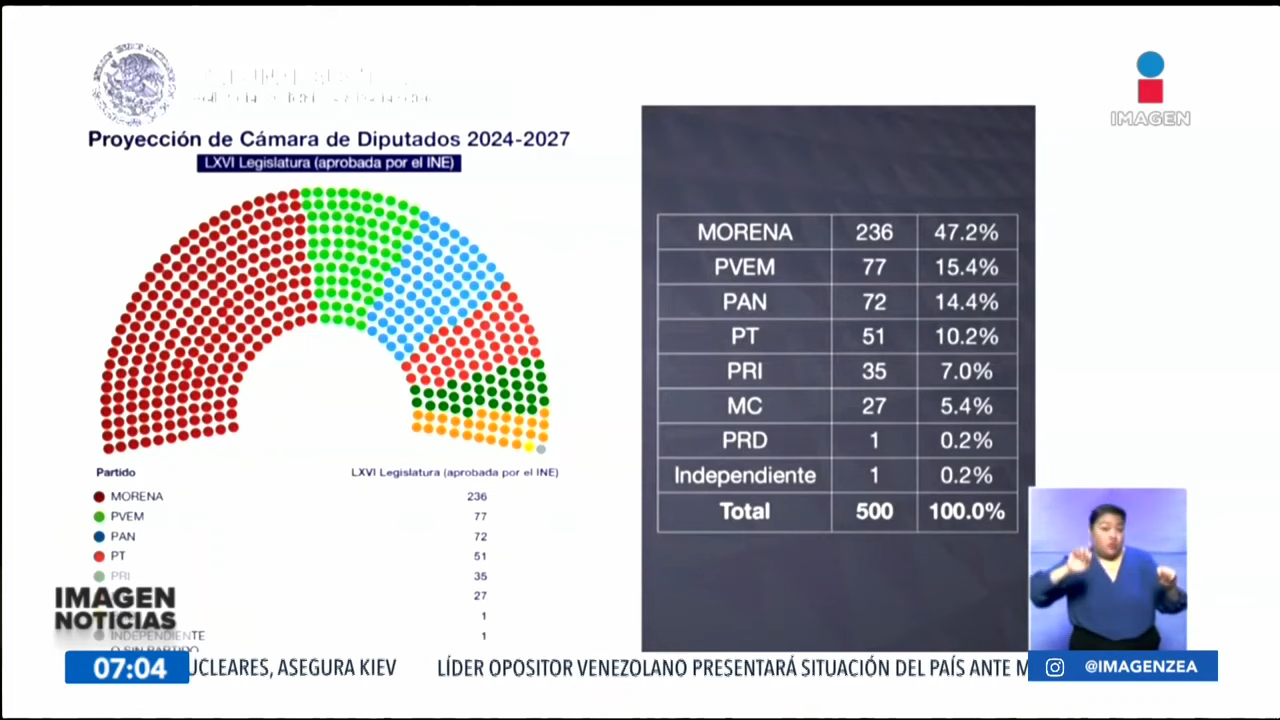 IMAGEN
Proyección de Cámara de Diputados 2024-2027
LXVI Legislatura (aprobada por el INE)
MORENA 236 47.2%
PVEM 77 15.4%
PAN 72 14.4%
PT 51 10.2%
PRI 35 7.0%
MC 27 5.4%
PRD 1 0.2%
Independiente 1 0.2%
Total 500 100.0%
Partido LXVI Legislatura (aprobada por el INE)
MORENA 236
PVEM 77
PAN 72
PT 51
PRI 35
27
1
INDEPENDIENTE 1
O SIN PARTIDO
IMAGEN
NOTICIAS
07:04 UCLEARES, ASEGURA KIEV LÍDER OPOSITOR VENEZOLANO PRESENTARÁ SITUACIÓN DEL PAÍS ANTE M @IMAGENZEA